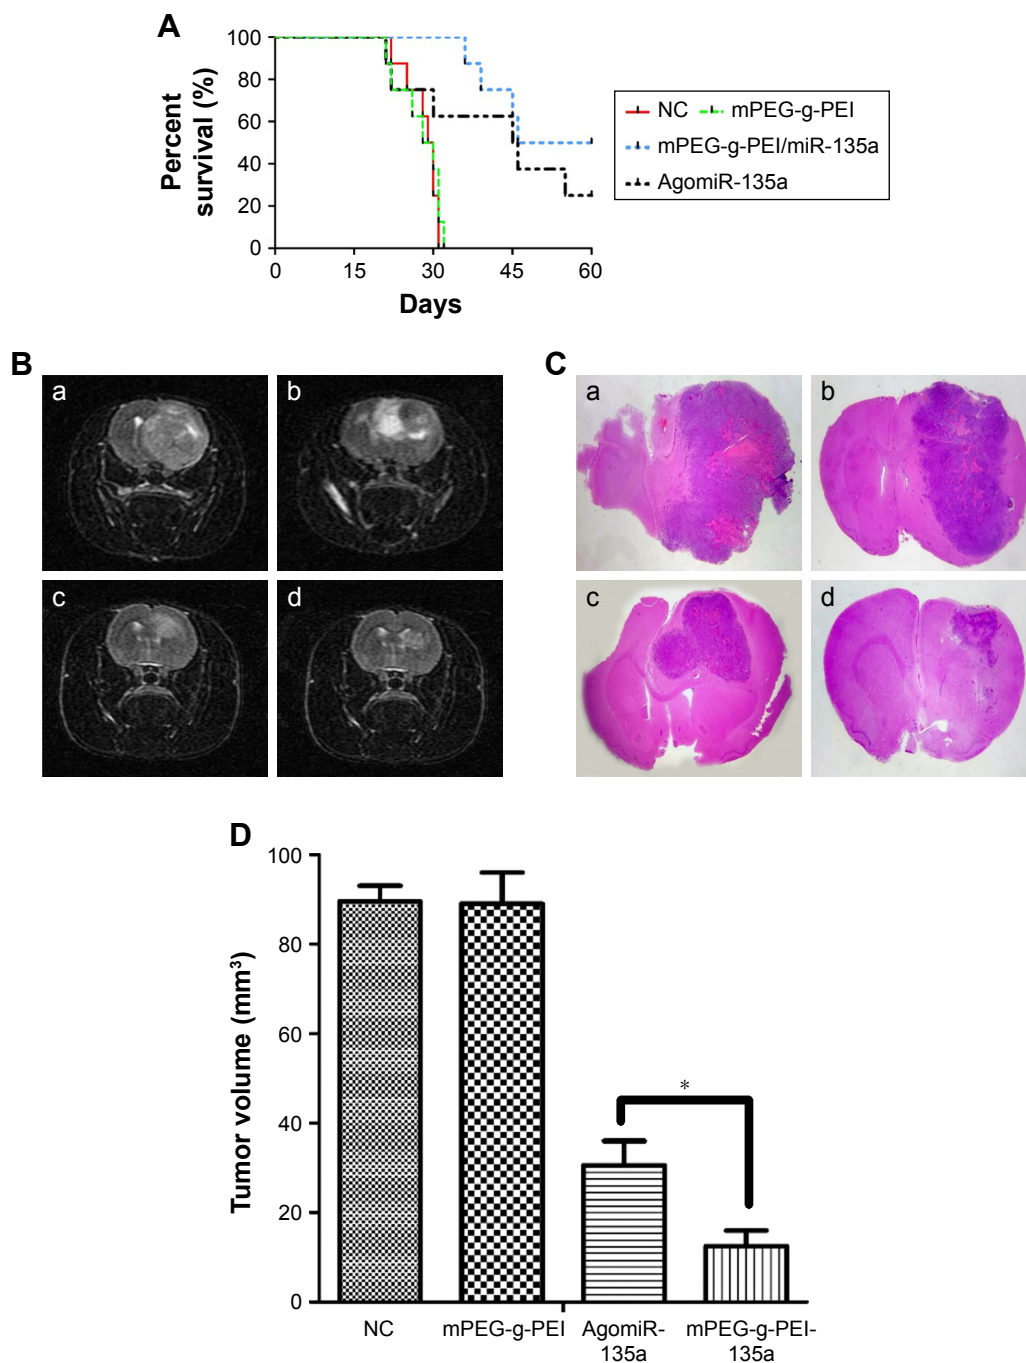 A
Percent
survival (%)
100
80
60
40
20
0
0 15 30 45 60
Days
NC mPEG-g-PEI
mPEG-g-PEI/miR-135a
AgomiR-135a
B
a
b
c
d
C
a
b
c
d
D
Tumor volume (mm³)
100
80
60
40
20
0
*
NC
mPEG-g-PEI
AgomiR-
135a
mPEG-g-PEI-
135a